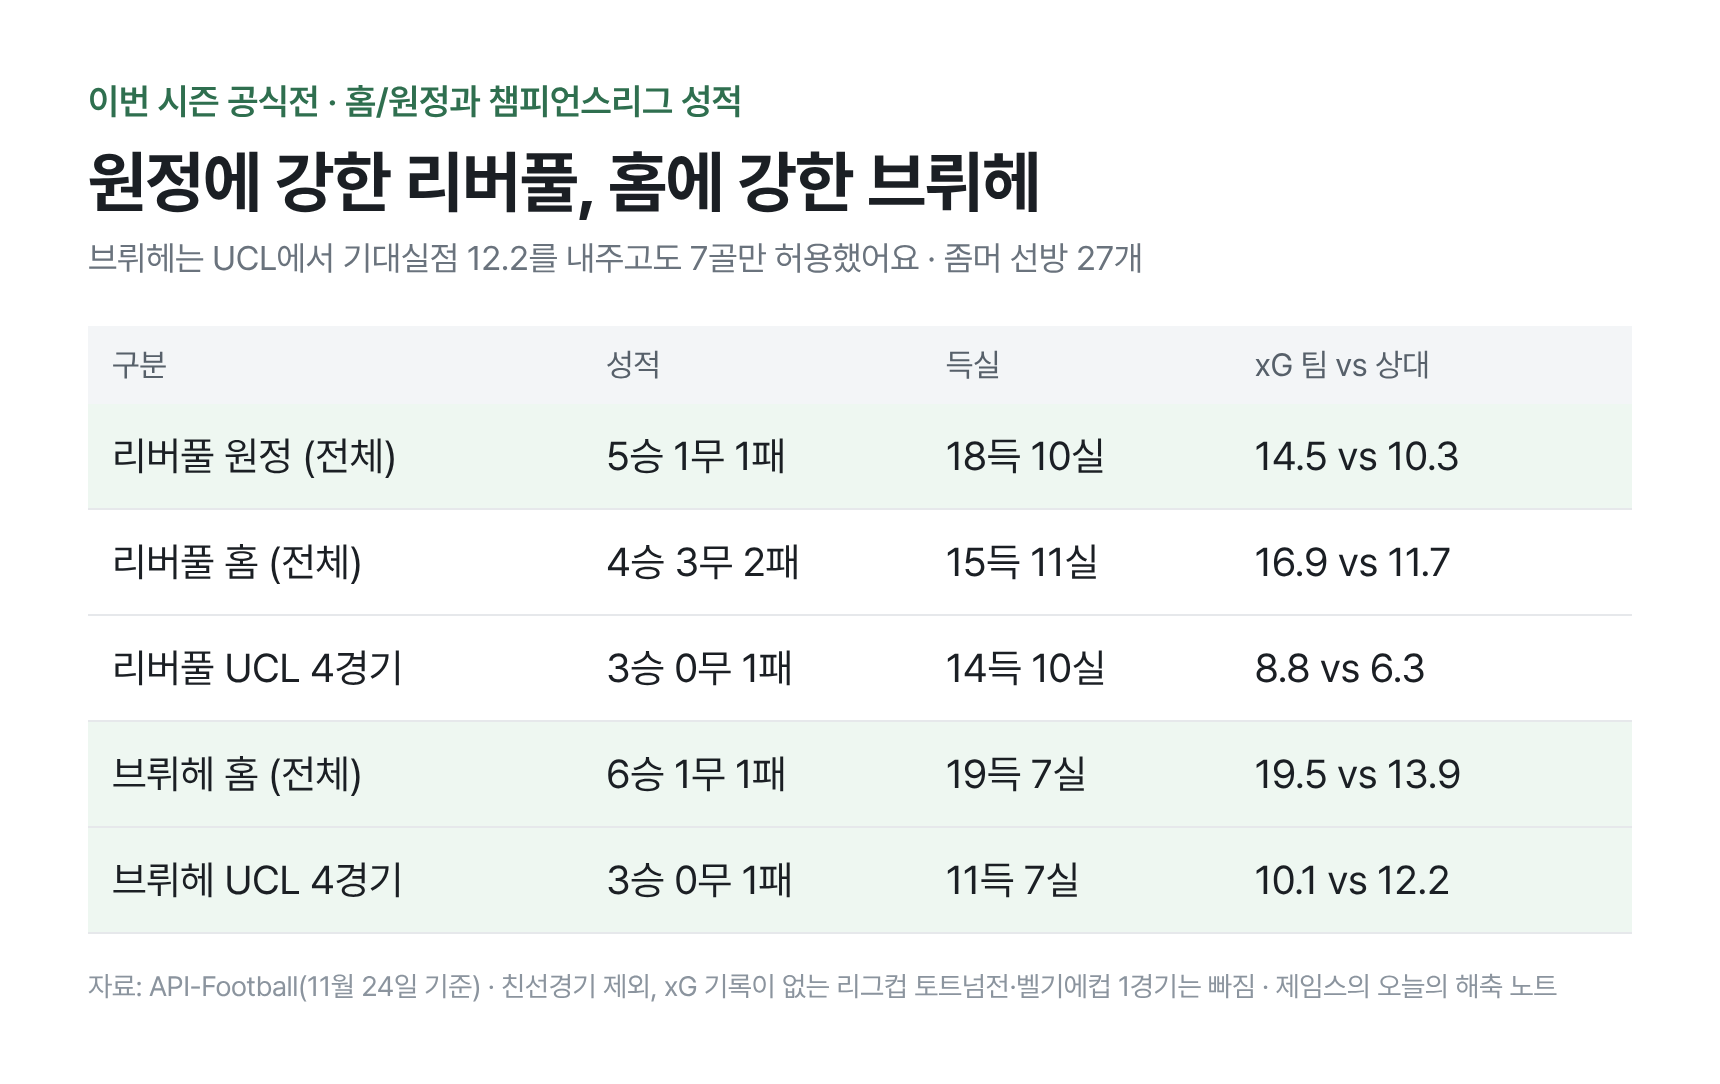 이번 시즌 공식전 · 홈/원정과 챔피언스리그 성적
원정에 강한 리버풀, 홈에 강한 브뤼헤
브뤼헤는 UCL에서 기대실점 12.2를 내주고도 7골만 허용했어요 · 좀머 선방 27개
구분 성적 득실 xG 팀 vs 상대
리버풀 원정 (전체) 5승 1무 1패 18득 10실 14.5 vs 10.3
리버풀 홈 (전체) 4승 3무 2패 15득 11실 16.9 vs 11.7
리버풀 UCL 4경기 3승 0무 1패 14득 10실 8.8 vs 6.3
브뤼헤 홈 (전체) 6승 1무 1패 19득 7실 19.5 vs 13.9
브뤼헤 UCL 4경기 3승 0무 1패 11득 7실 10.1 vs 12.2
자료: API-Football(11월 24일 기준) · 친선경기 제외, xG 기록이 없는 리그컵 토트넘전·벨기에컵 1경기는 빠짐 · 제임스의 오늘의 해축 노트